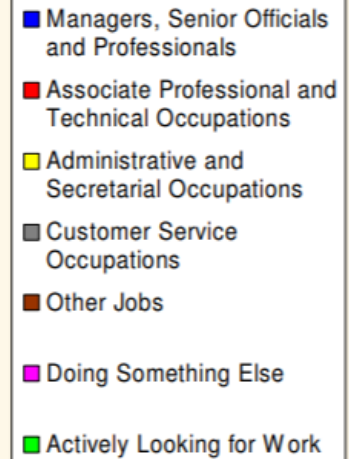 Managers, Senior Officials
and Professionals
Associate Professional and
Technical Occupations
Administrative and
Secretarial Occupations
Customer Service
Occupations
Other Jobs
Doing Something Else
Actively Looking for Work